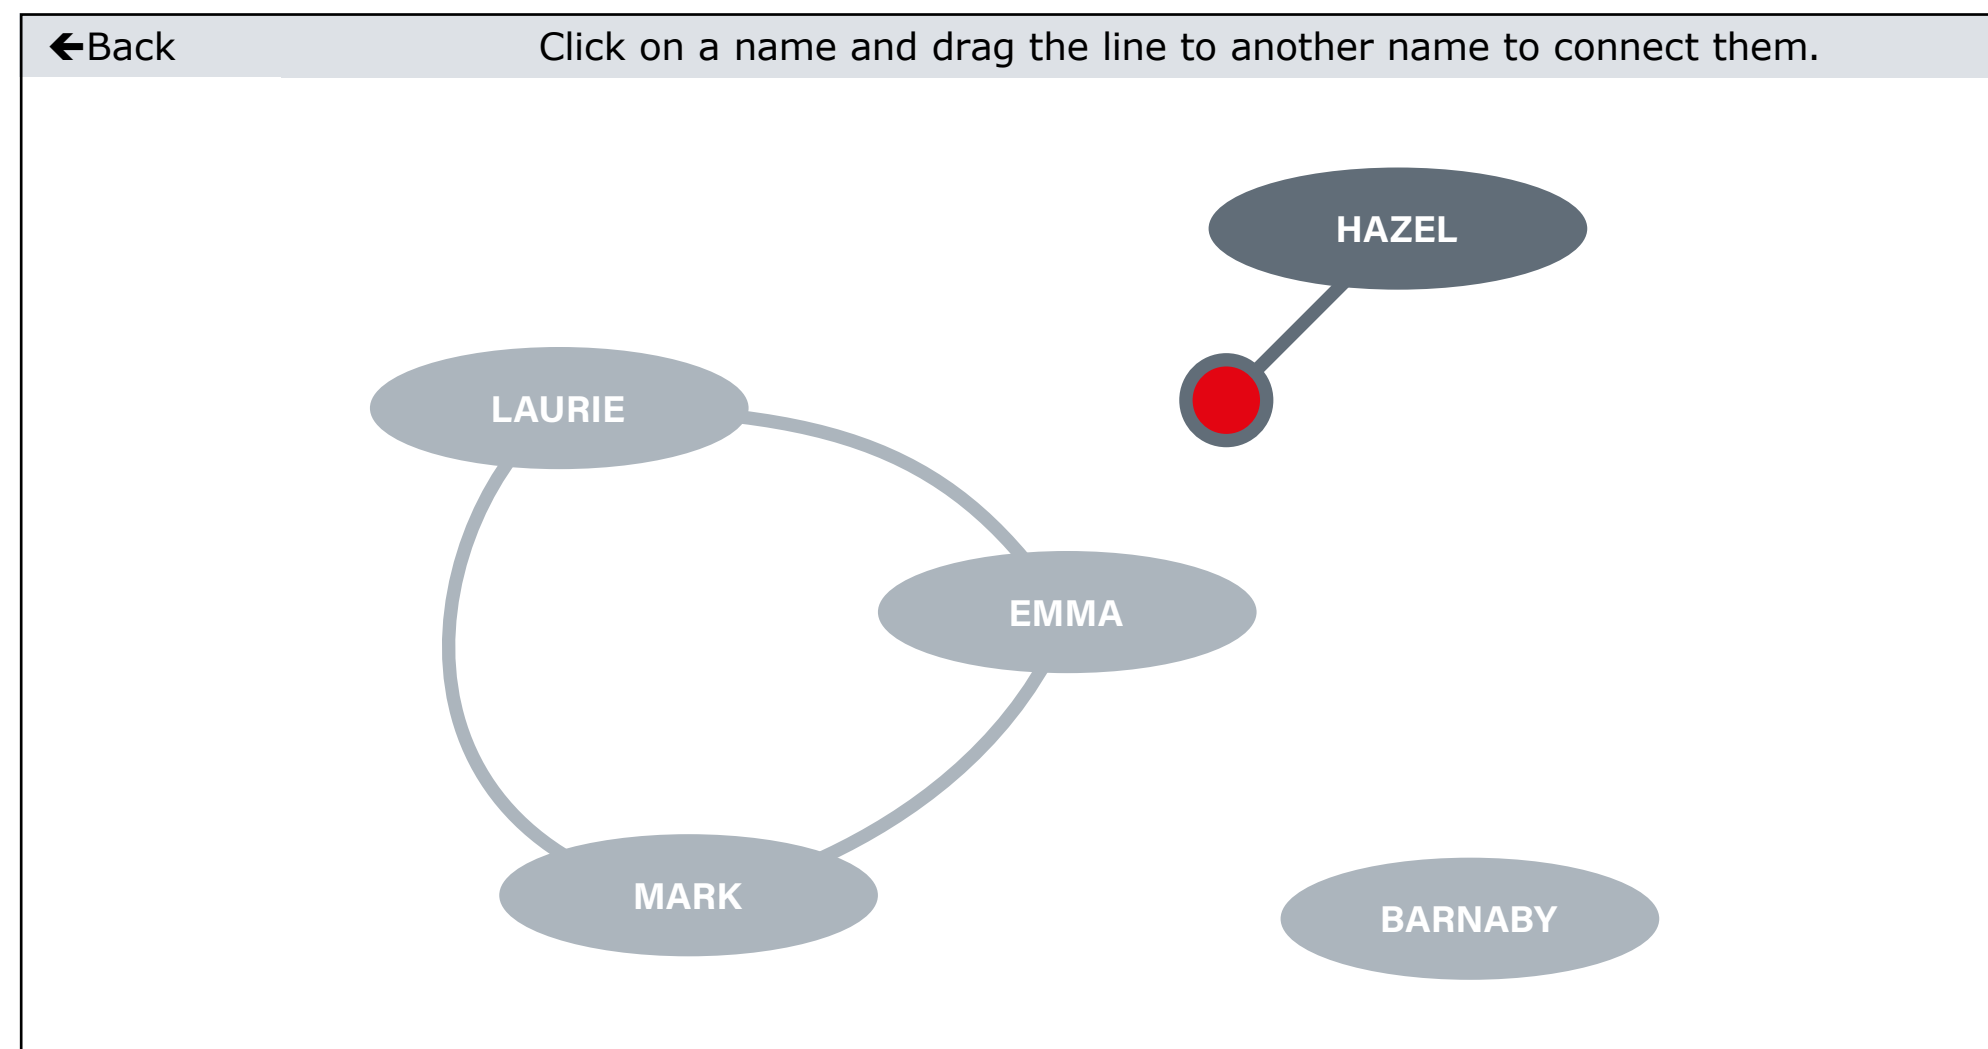 🡸Back
Click on a name and drag the line to another name to connect them.
HAZEL
LAURIE
EMMA
MARK
BARNABY